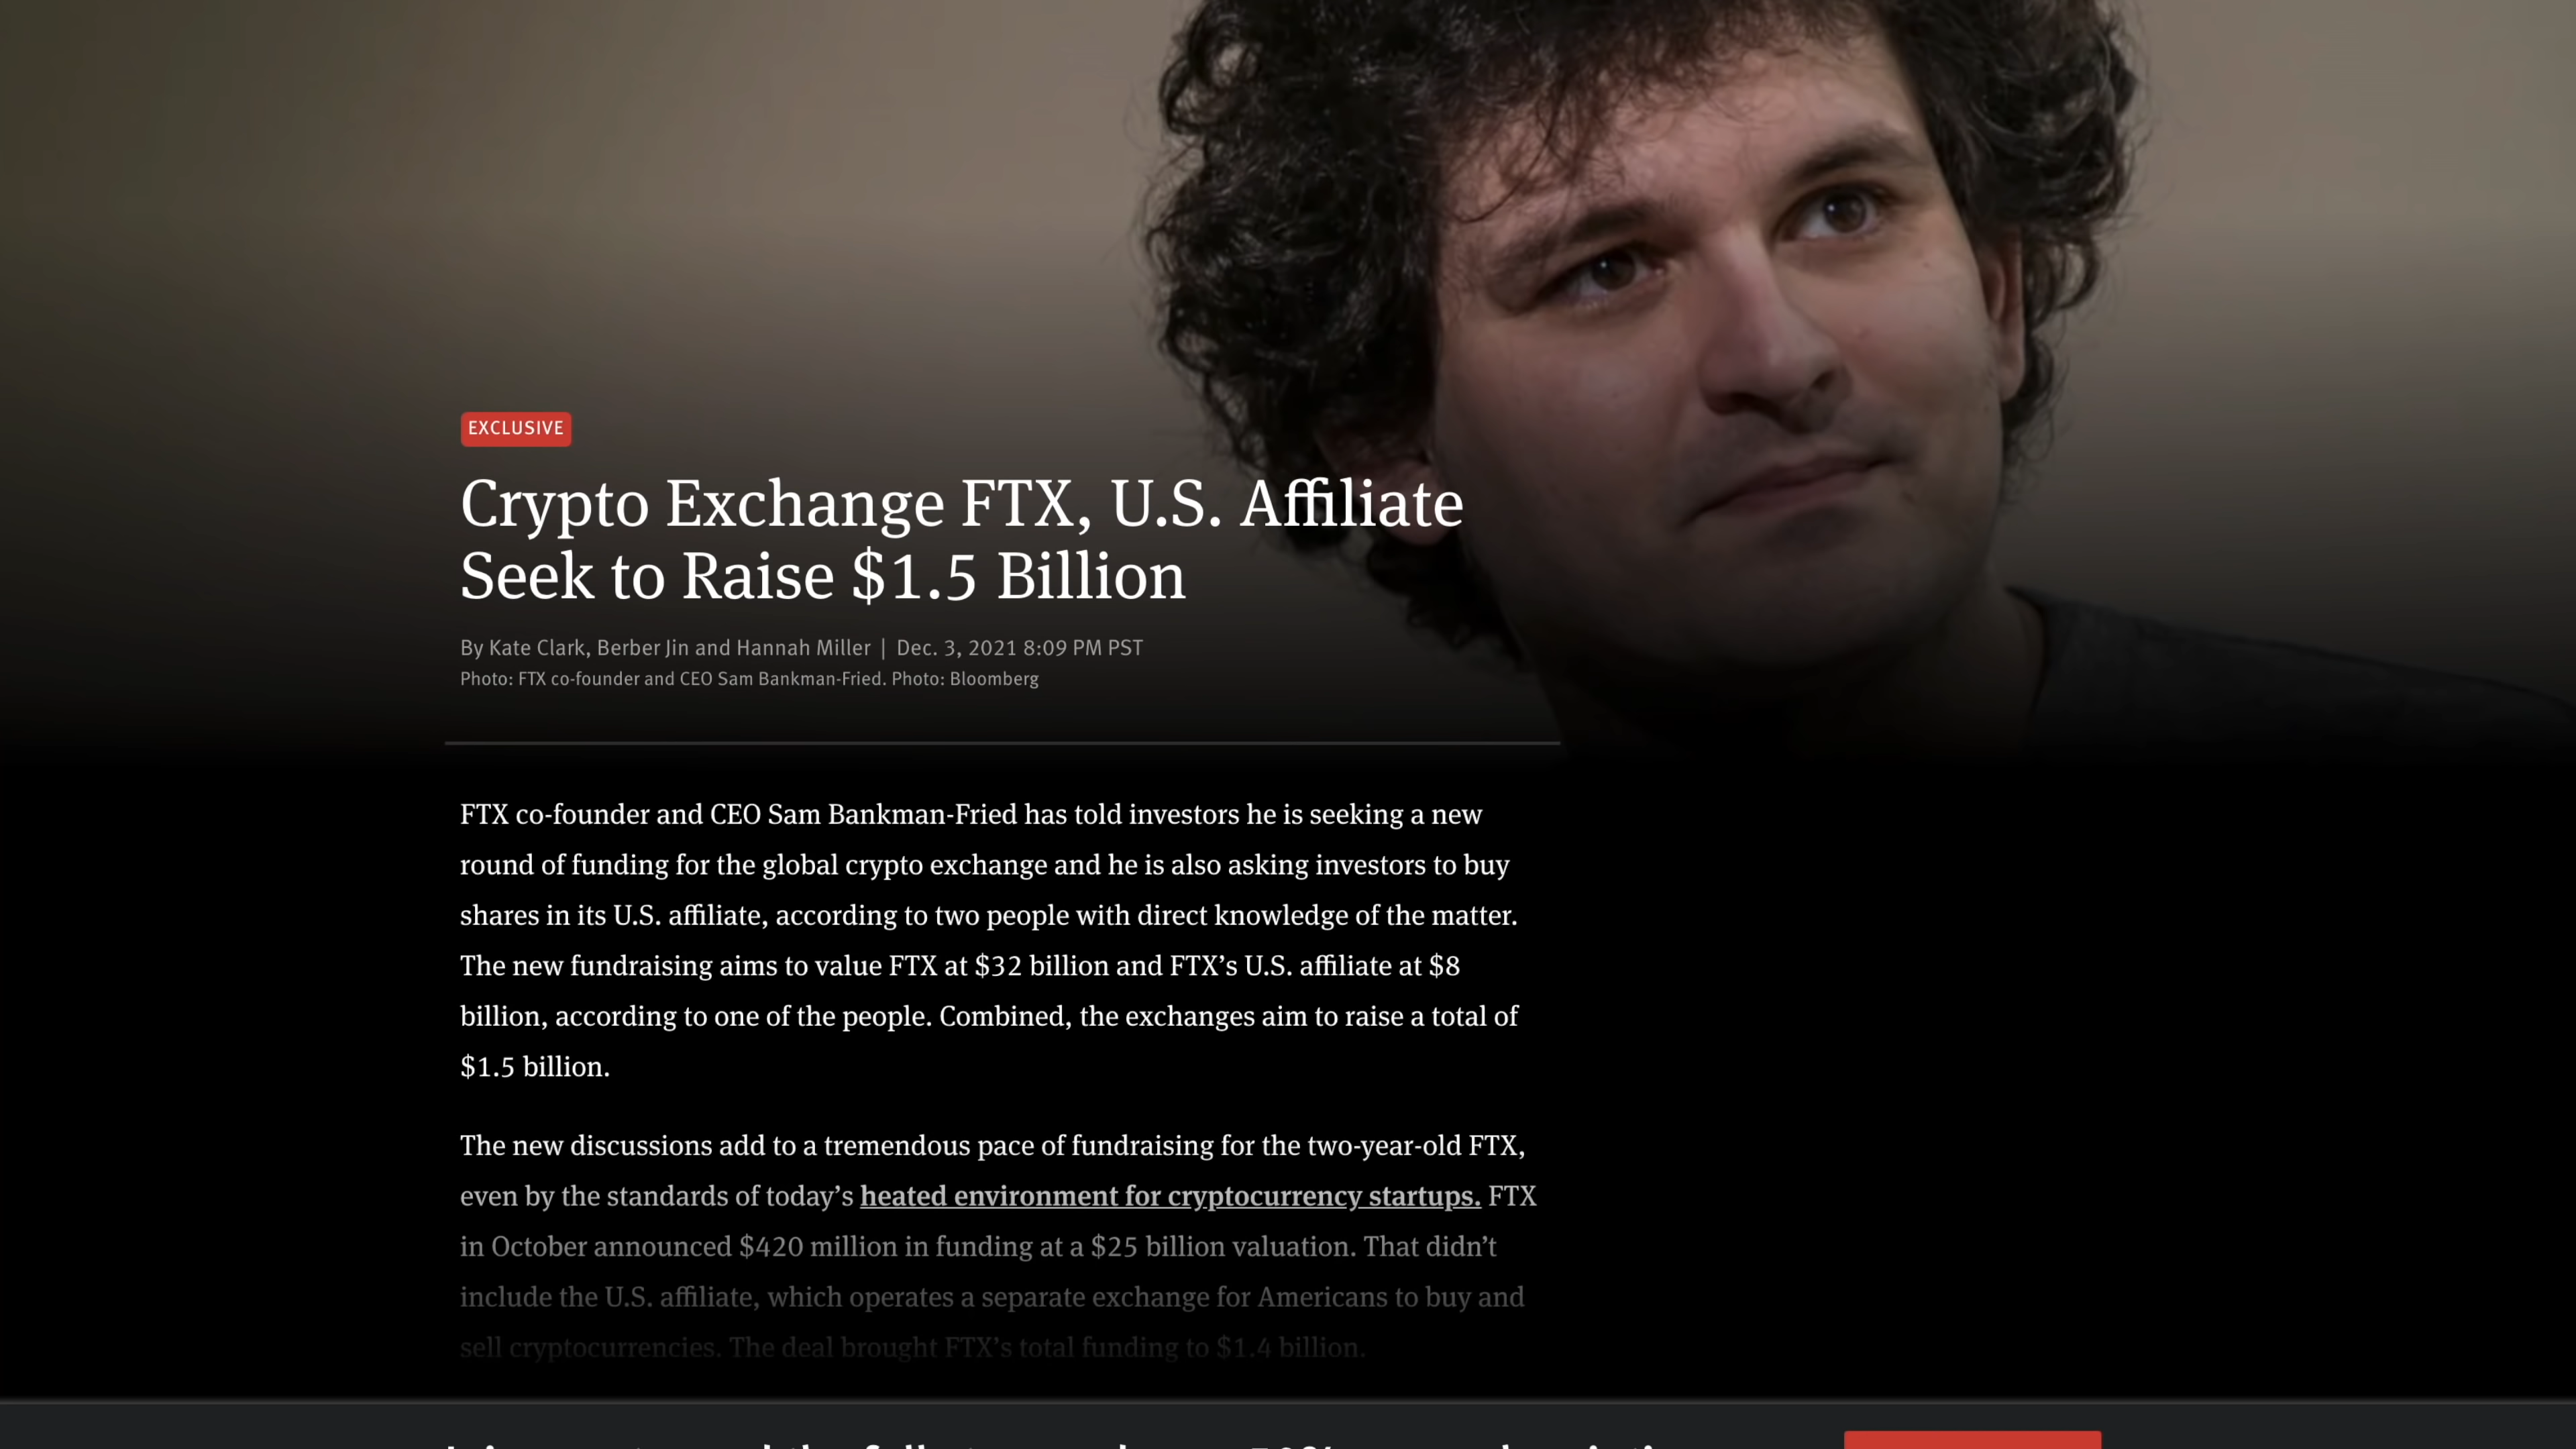 EXCLUSIVE
Crypto Exchange FTX, U.S. Affiliate
Seek to Raise $1.5 Billion
By Kate Clark, Berber Jin and Hannah Miller | Dec. 3, 2021 8:09 PM PST
Photo: FTX co-founder and CEO Sam Bankman-Fried. Photo: Bloomberg
FTX co-founder and CEO Sam Bankman-Fried has told investors he is seeking a new
round of funding for the global crypto exchange and he is also asking investors to buy
shares in its U.S. affiliate, according to two people with direct knowledge of the matter.
The new fundraising aims to value FTX at $32 billion and FTX’s U.S. affiliate at $8
billion, according to one of the people. Combined, the exchanges aim to raise a total of
$1.5 billion.
The new discussions add to a tremendous pace of fundraising for the two-year-old FTX,
even by the standards of today’s heated environment for cryptocurrency startups. FTX
in October announced $420 million in funding at a $25 billion valuation. That didn’t
include the U.S. affiliate, which operates a separate exchange for Americans to buy and
sell cryptocurrencies. The deal brought FTX’s total funding to $1.4 billion.